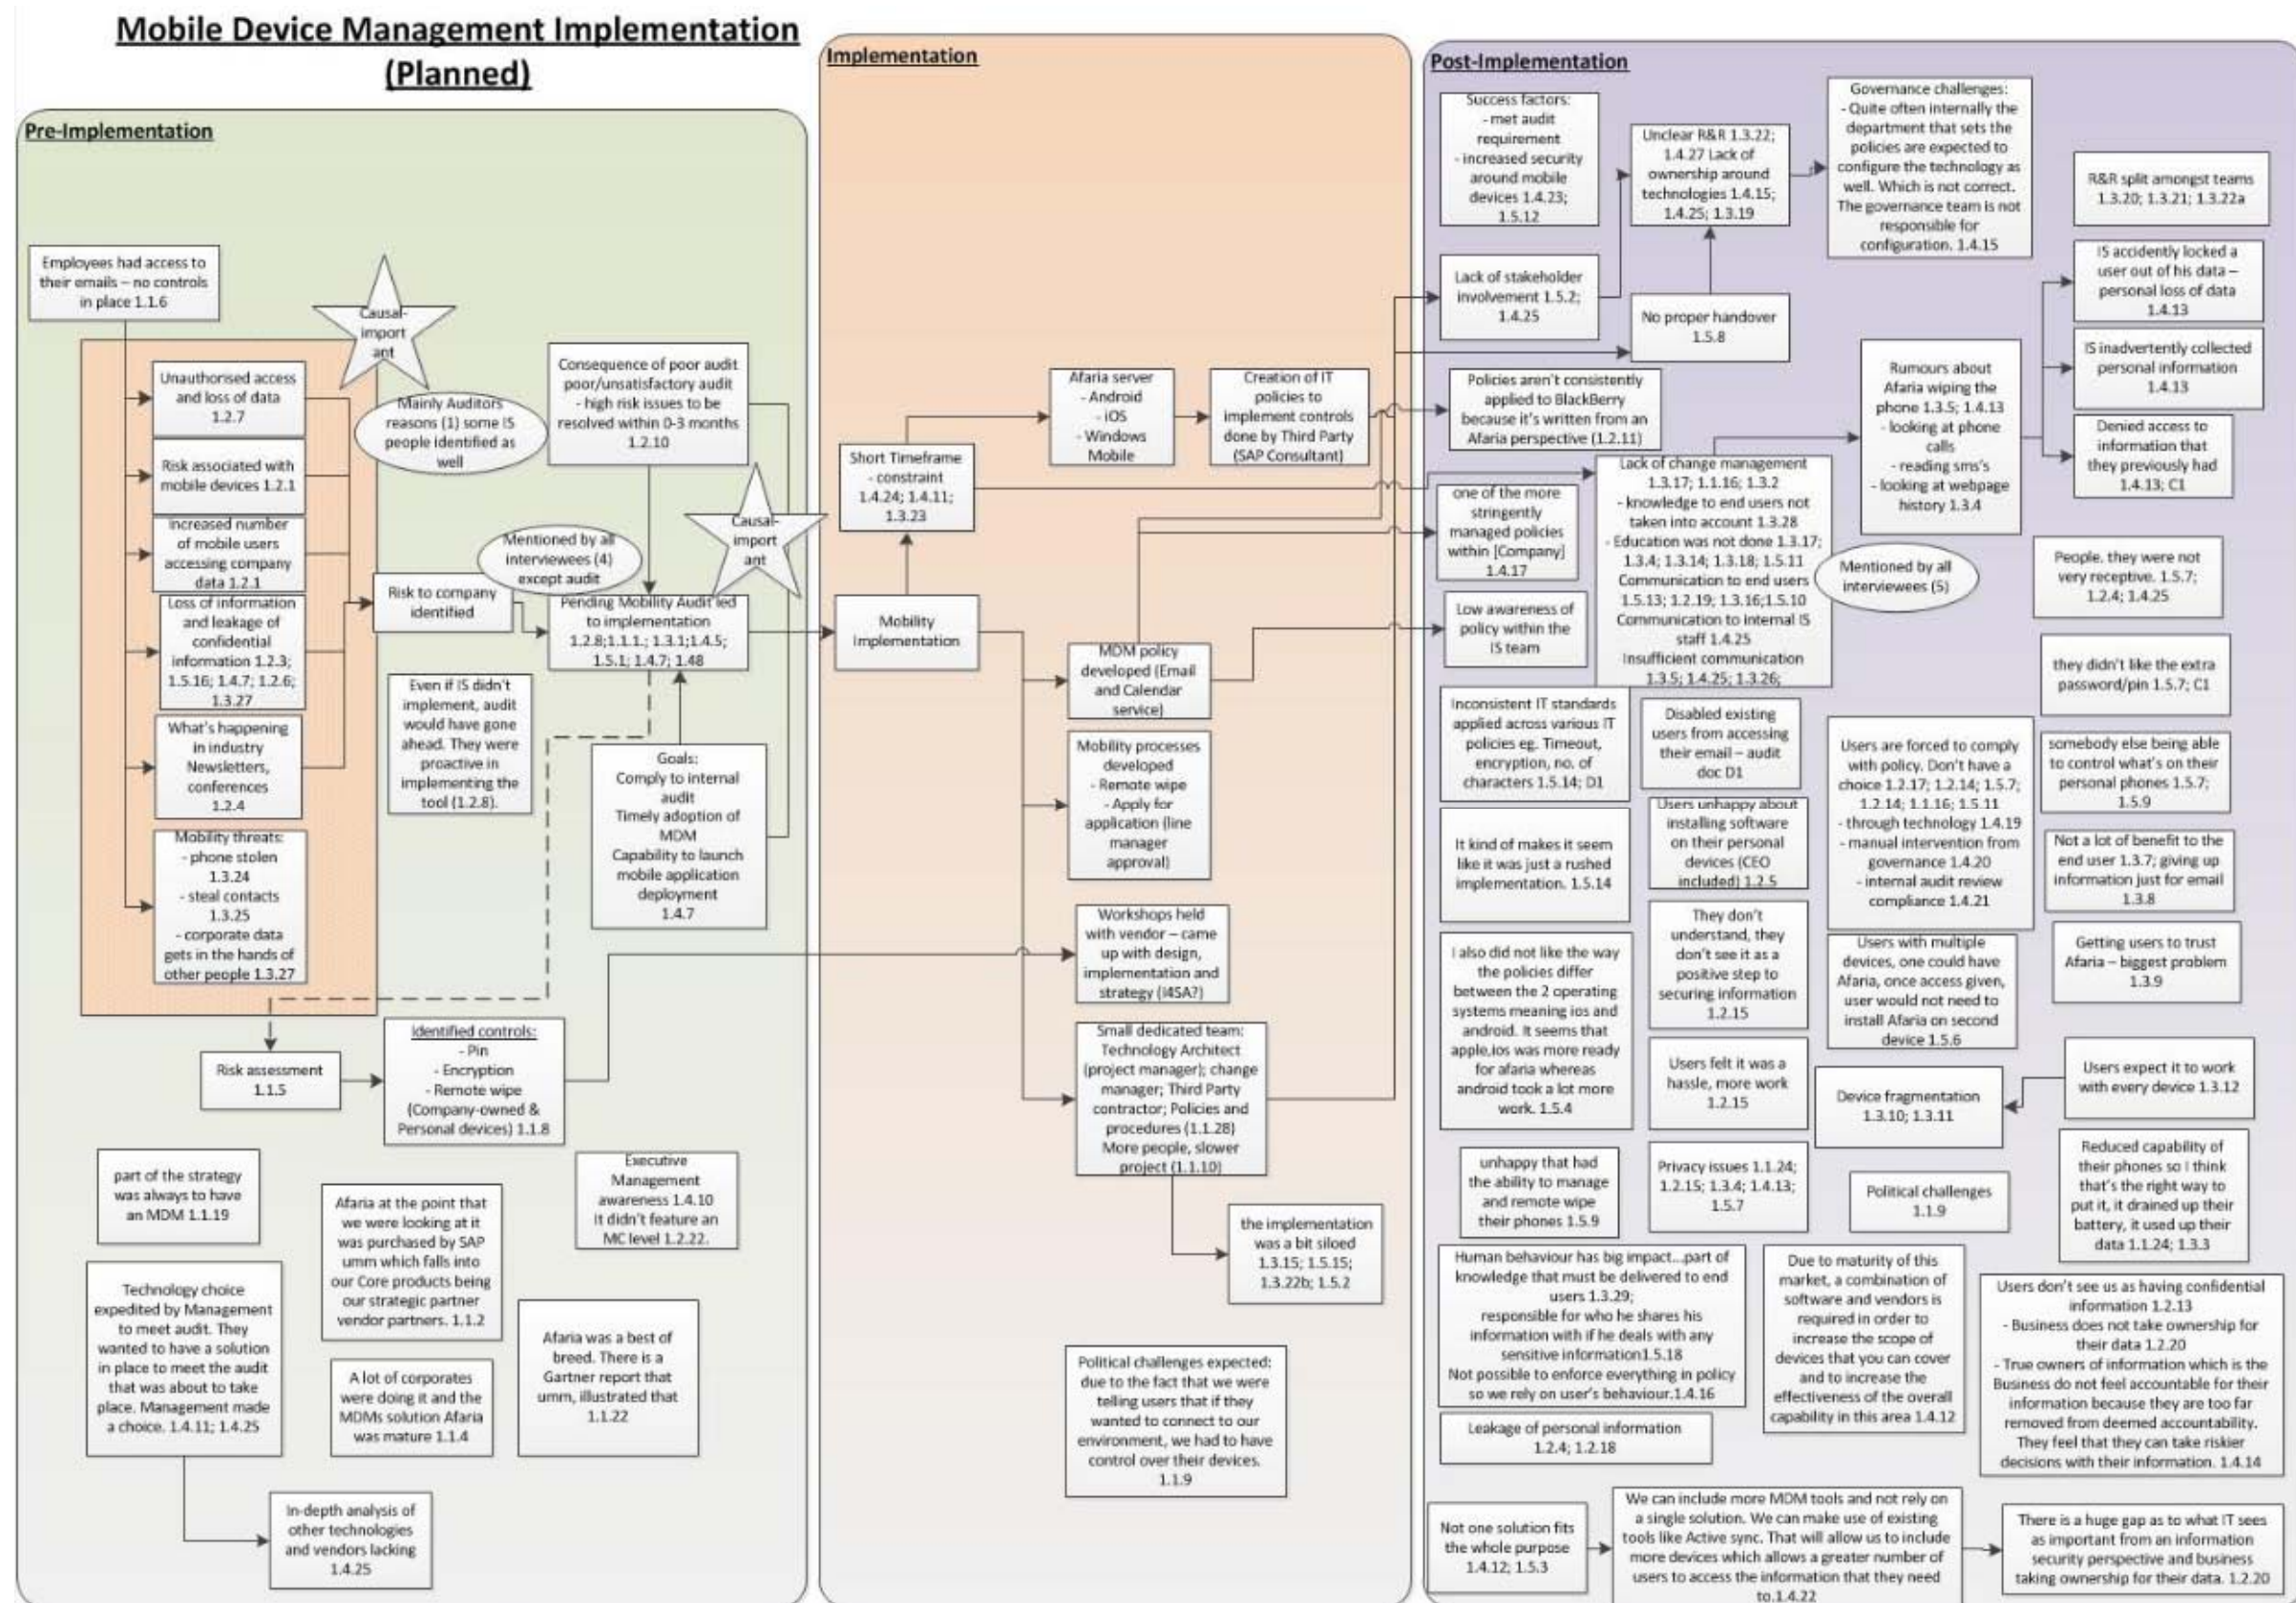 Mobile Device Management Implementation
(Planned)
Pre-Implementation
Employees had access to
their emails – no controls
in place 1.1.6
Causal-
import
ant
Unauthorised access
and loss of data
1.2.7
Mainly Auditors
reasons (1) some IS
people identified as
well
Consequence of poor audit
poor/unsatisfactory audit
- high risk issues to be
resolved within 0-3 months
1.2.10
Risk associated with
mobile devices 1.2.1
Increased number
of mobile users
accessing company
data 1.2.1
Mentioned by all
interviewees (4)
except audit
Causal-
import
ant
Loss of information
and leakage of
confidential
information 1.2.3;
1.5.16; 1.4.7; 1.2.6;
1.3.27
Risk to company
identified
Pending Mobility Audit led
to implementation
1.2.8;1.1.1.; 1.3.1;1.4.5;
1.5.1; 1.4.7; 1.48
What's happening
in industry
Newsletters,
conferences
1.2.4
Even if IS didn't
implement, audit
would have gone
ahead. They were
proactive in
implementing the
tool (1.2.8).
Goals:
Comply to internal
audit
Timely adoption of
MDM
Capability to launch
mobile application
deployment
1.4.7
Mobility threats:
- phone stolen
1.3.24
- steal contacts
1.3.25
- corporate data
gets in the hands of
other people 1.3.27
Risk assessment
1.1.5
Identified controls:
- Pin
- Encryption
- Remote wipe
(Company-owned &
Personal devices) 1.1.8
part of the strategy
was always to have
an MDM 1.1.19
Afaria at the point that
we were looking at it
was purchased by SAP
umm which falls into
our Core products being
our strategic partner
vendor partners. 1.1.2
Executive
Management
awareness 1.4.10
It didn't feature an
MC level 1.2.22.
Technology choice
expedited by Management
to meet audit. They
wanted to have a solution
in place to meet the audit
that was about to take
place. Management made
a choice. 1.4.11; 1.4.25
A lot of corporates
were doing it and the
MDMs solution Afaria
was mature 1.1.4
Afaria was a best of
breed. There is a
Gartner report that
umm, illustrated that
1.1.22
In-depth analysis of
other technologies
and vendors lacking
1.4.25
Implementation
Short Timeframe
- constraint
1.4.24; 1.4.11;
1.3.23
Afaria server
- Android
- iOS
- Windows
Mobile
Creation of IT
policies to
implement controls
done by Third Party
(SAP Consultant)
Mobility
Implementation
MDM policy
developed (Email
and Calendar
service)
Mobility processes
developed
- Remote wipe
- Apply for
application (line
manager
approval)
Workshops held
with vendor – came
up with design,
implementation and
strategy (i4SA?)
Small dedicated team:
Technology Architect
(project manager); change
manager; Third Party
contractor; Policies and
procedures (1.1.28)
More people, slower
project (1.1.10)
the implementation
was a bit siloed
1.3.15; 1.5.15;
1.3.22b; 1.5.2
Political challenges expected:
due to the fact that we were
telling users that if they
wanted to connect to our
environment, we had to have
control over their devices.
1.1.9
Post-Implementation
Success factors:
- met audit
requirement
- increased security
around mobile
devices 1.4.23;
1.5.12
Unclear R&R 1.3.22;
1.4.27 Lack of
ownership around
technologies 1.4.15;
1.4.25; 1.3.19
Governance challenges:
- Quite often internally the
department that sets the
policies are expected to
configure the technology as
well. Which is not correct.
The governance team is not
responsible for
configuration. 1.4.15
R&R split amongst teams
1.3.20; 1.3.21; 1.3.22a
Lack of stakeholder
involvement 1.5.2;
1.4.25
No proper handover
1.5.8
IS accidently locked a
user out of his data –
personal loss of data
1.4.13
Policies aren't consistently
applied to BlackBerry
because it's written from an
Afaria perspective (1.2.11)
Rumours about
Afaria wiping the
phone 1.3.5; 1.4.13
- looking at phone
calls
- reading sms's
- looking at webpage
history 1.3.4
IS inadvertently collected
personal information
1.4.13
Denied access to
information that
they previously had
1.4.13; C1
one of the more
stringently
managed policies
within [Company]
1.4.17
Lack of change management
1.3.17; 1.1.16; 1.3.2
- knowledge to end users not
taken into account 1.3.28
- Education was not done 1.3.17;
1.3.4; 1.3.14; 1.3.18; 1.5.11
Communication to end users
1.5.13; 1.2.19; 1.3.16;1.5.10
Communication to internal IS
staff 1.4.25
Insufficient communication
1.3.5; 1.4.25; 1.3.26;
Mentioned by all
interviewees (5)
People. they were not
very receptive. 1.5.7;
1.2.4; 1.4.25
Low awareness of
policy within the
IS team
they didn't like the extra
password/pin 1.5.7; C1
Inconsistent IT standards
applied across various IT
policies eg. Timeout,
encryption, no. of
characters 1.5.14; D1
Disabled existing
users from accessing
their email – audit
doc D1
Users are forced to comply
with policy. Don't have a
choice 1.2.17; 1.2.14; 1.5.7;
1.2.14; 1.1.16; 1.5.11
- through technology 1.4.19
- manual intervention from
governance 1.4.20
- internal audit review
compliance 1.4.21
somebody else being able
to control what's on their
personal phones 1.5.7;
1.5.9
It kind of makes it seem
like it was just a rushed
implementation. 1.5.14
Users unhappy about
installing software
on their personal
devices (CEO
included) 1.2.5
Not a lot of benefit to the
end user 1.3.7; giving up
information just for email
1.3.8
I also did not like the way
the policies differ
between the 2 operating
systems meaning ios and
android. It seems that
apple,ios was more ready
for afaria whereas
android took a lot more
work. 1.5.4
They don't
understand, they
don't see it as a
positive step to
securing information
1.2.15
Users with multiple
devices, one could have
Afaria, once access given,
user would not need to
install Afaria on second
device 1.5.6
Getting users to trust
Afaria – biggest problem
1.3.9
Users felt it was a
hassle, more work
1.2.15
Device fragmentation
1.3.10; 1.3.11
Users expect it to work
with every device 1.3.12
unhappy that had
the ability to manage
and remote wipe
their phones 1.5.9
Privacy issues 1.1.24;
1.2.15; 1.3.4; 1.4.13;
1.5.7
Political challenges
1.1.9
Reduced capability of
their phones so I think
that's the right way to
put it, it drained up their
battery, it used up their
data 1.1.24; 1.3.3
Human behaviour has big impact...part of
knowledge that must be delivered to end
users 1.3.29;
responsible for who he shares his
information with if he deals with any
sensitive information1.5.18
Not possible to enforce everything in policy
so we rely on user's behaviour.1.4.16
Due to maturity of this
market, a combination of
software and vendors is
required in order to
increase the scope of
devices that you can cover
and to increase the
effectiveness of the overall
capability in this area 1.4.12
Users don't see us as having confidential
information 1.2.13
- Business does not take ownership for
their data 1.2.20
- True owners of information which is the
Business do not feel accountable for their
information because they are too far
removed from deemed accountability.
They feel that they can take riskier
decisions with their information. 1.4.14
Leakage of personal information
1.2.4; 1.2.18
Not one solution fits
the whole purpose
1.4.12; 1.5.3
We can include more MDM tools and not rely on
a single solution. We can make use of existing
tools like Active sync. That will allow us to include
more devices which allows a greater number of
users to access the information that they need
to.1.4.22
There is a huge gap as to what IT sees
as important from an information
security perspective and business
taking ownership for their data. 1.2.20